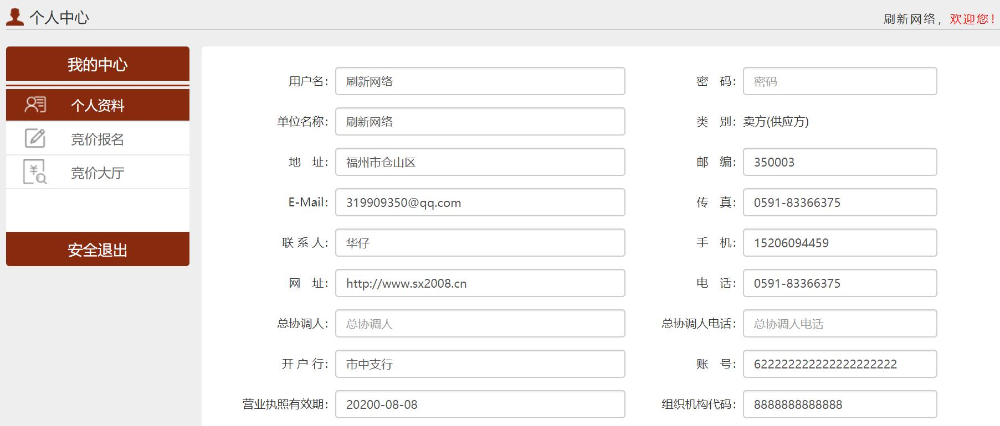 个人中心
刷新网络，欢迎您！
我的中心
个人资料
竞价报名
竞价大厅
安全退出
用户名： 刷新网络 密 码： 密码
单位名称： 刷新网络 类 别：卖方(供应方)
地 址： 福州市仓山区 邮 编： 350003
E-Mail： 319909350@qq.com 传 真： 0591-83366375
联 系 人： 华仔 手 机： 15206094459
网 址： http://www.sx2008.cn 电 话： 0591-83366375
总协调人： 总协调人 总协调人电话： 总协调人电话
开 户 行： 市中支行 账 号： 622222222222222222222
营业执照有效期： 20200-08-08 组织机构代码： 8888888888888